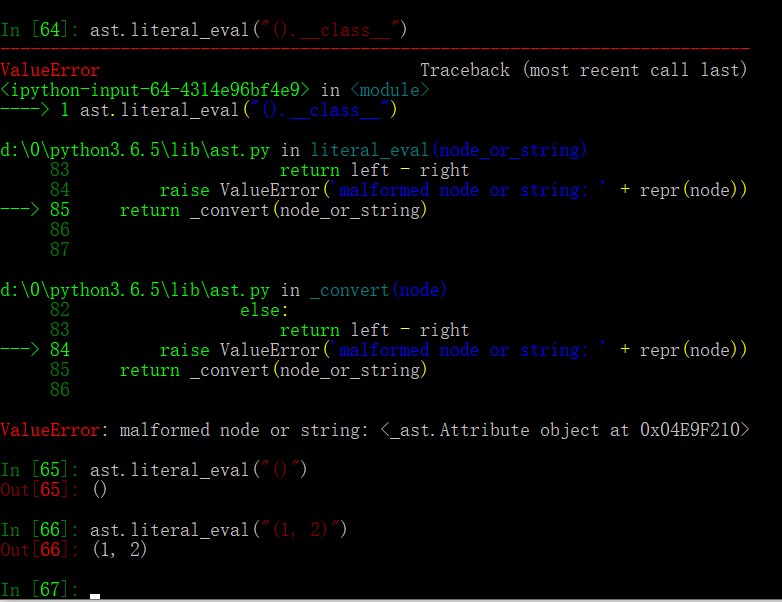 In [64]: ast.literal_eval("().__class__")
---------------------------------------------------------------------------
ValueError                                Traceback (most recent call last)
<ipython-input-64-4314e96bf4e9> in <module>
----> 1 ast.literal_eval("().__class__")

d:\0\python3.6.5\lib\ast.py in literal_eval(node_or_string)
     83                     return left - right
     84         raise ValueError('malformed node or string: ' + repr(node))
---> 85     return _convert(node_or_string)
     86
     87

d:\0\python3.6.5\lib\ast.py in _convert(node)
     82                 else:
     83                     return left - right
---> 84         raise ValueError('malformed node or string: ' + repr(node))
     85     return _convert(node_or_string)
     86

ValueError: malformed node or string: <_ast.Attribute object at 0x04E9F210>

In [65]: ast.literal_eval("()")
Out[65]: ()

In [66]: ast.literal_eval("(1, 2)")
Out[66]: (1, 2)

In [67]: